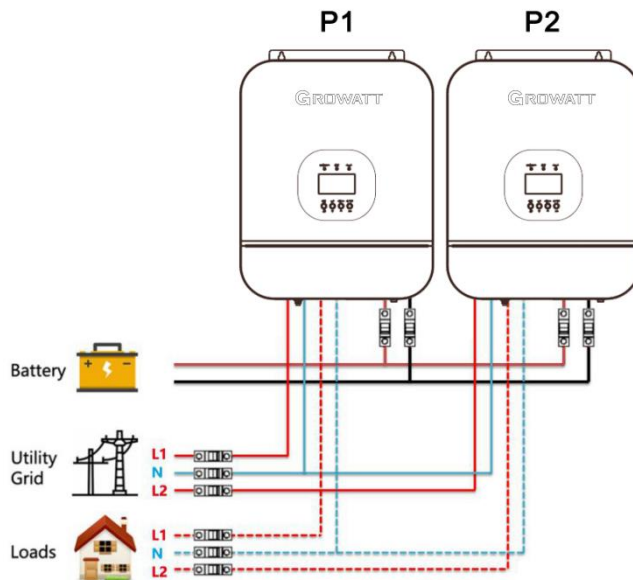 P1 P2
GROWATT GROWATT
Battery
+ -
Utility
Grid
L1
N
L2
Loads
L1
N
L2